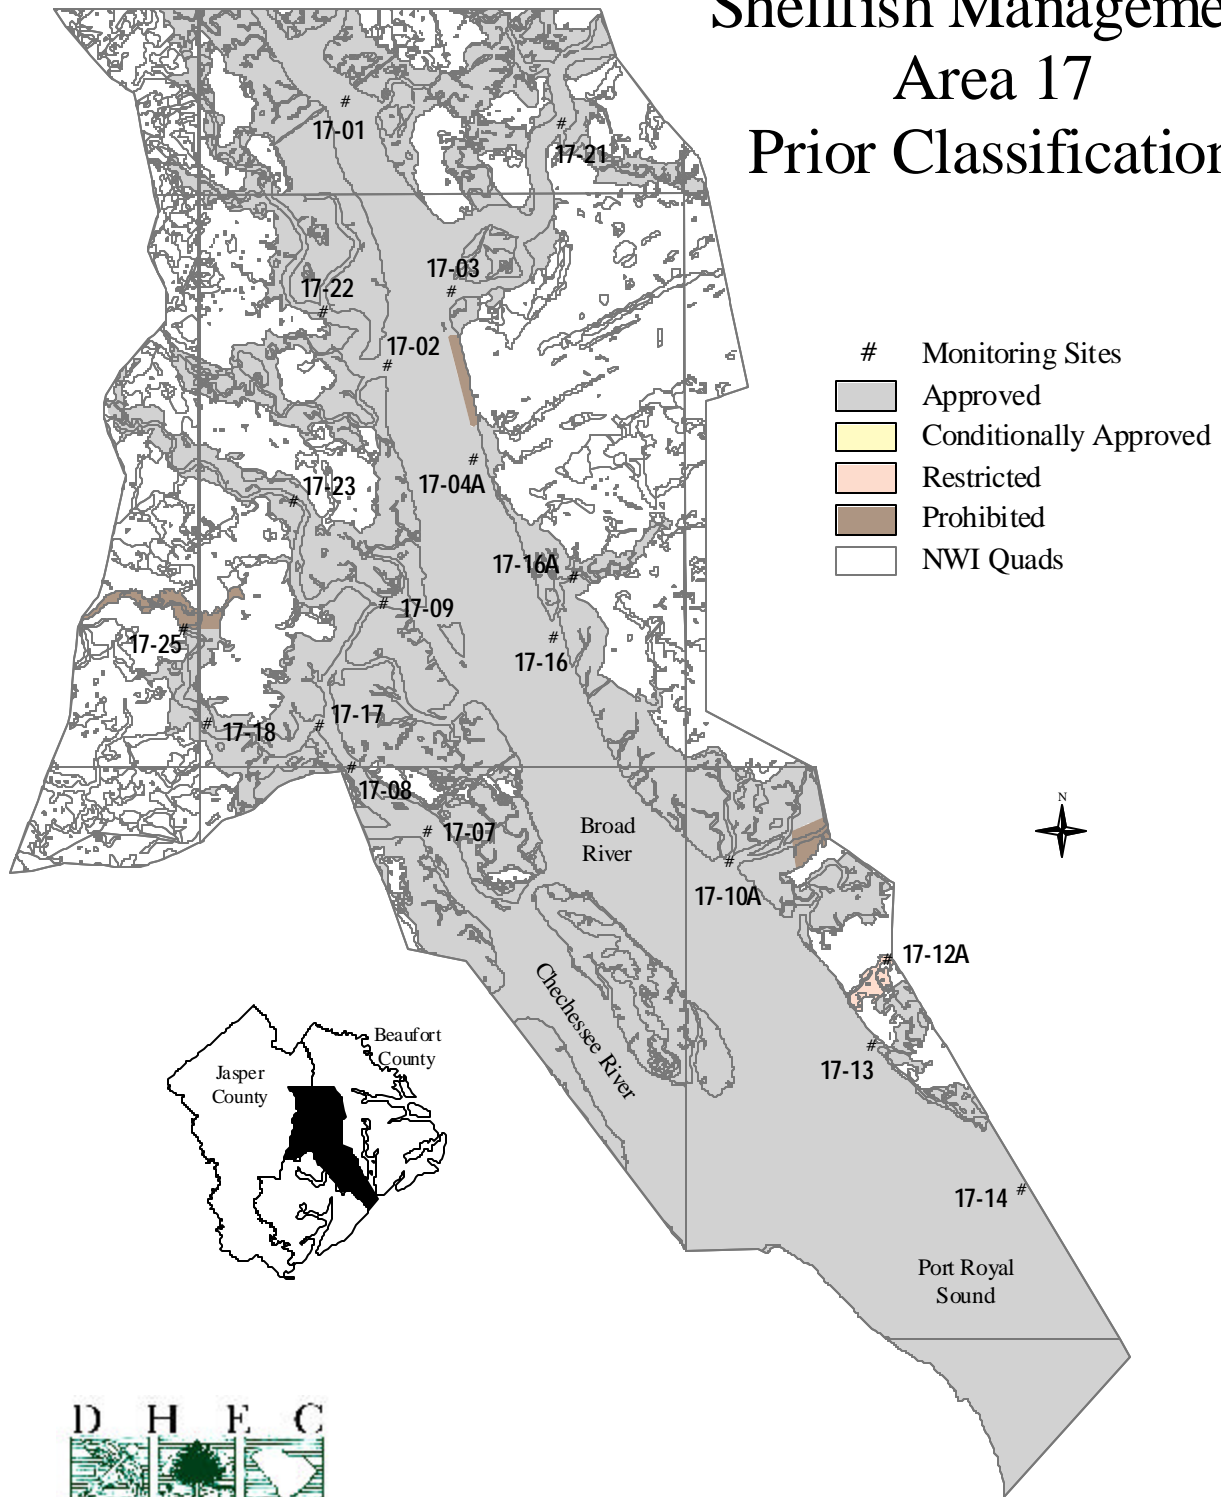 Shellfish Manageme
Area 17
Prior Classification
# 17-01
# 17-21
17-03 #
17-22 #
17-02 #
# 17-04A
17-23 #
17-16A #
# 17-09
# 17-16
# 17-25
# 17-18
# 17-17
# 17-08
# 17-07
# 17-10A
# 17-12A
# 17-13
# 17-14
# Monitoring Sites
Approved
Conditionally Approved
Restricted
Prohibited
NWI Quads
N
Broad
River
Chechessee River
Port Royal
Sound
Beaufort
County
Jasper
County
D H E C